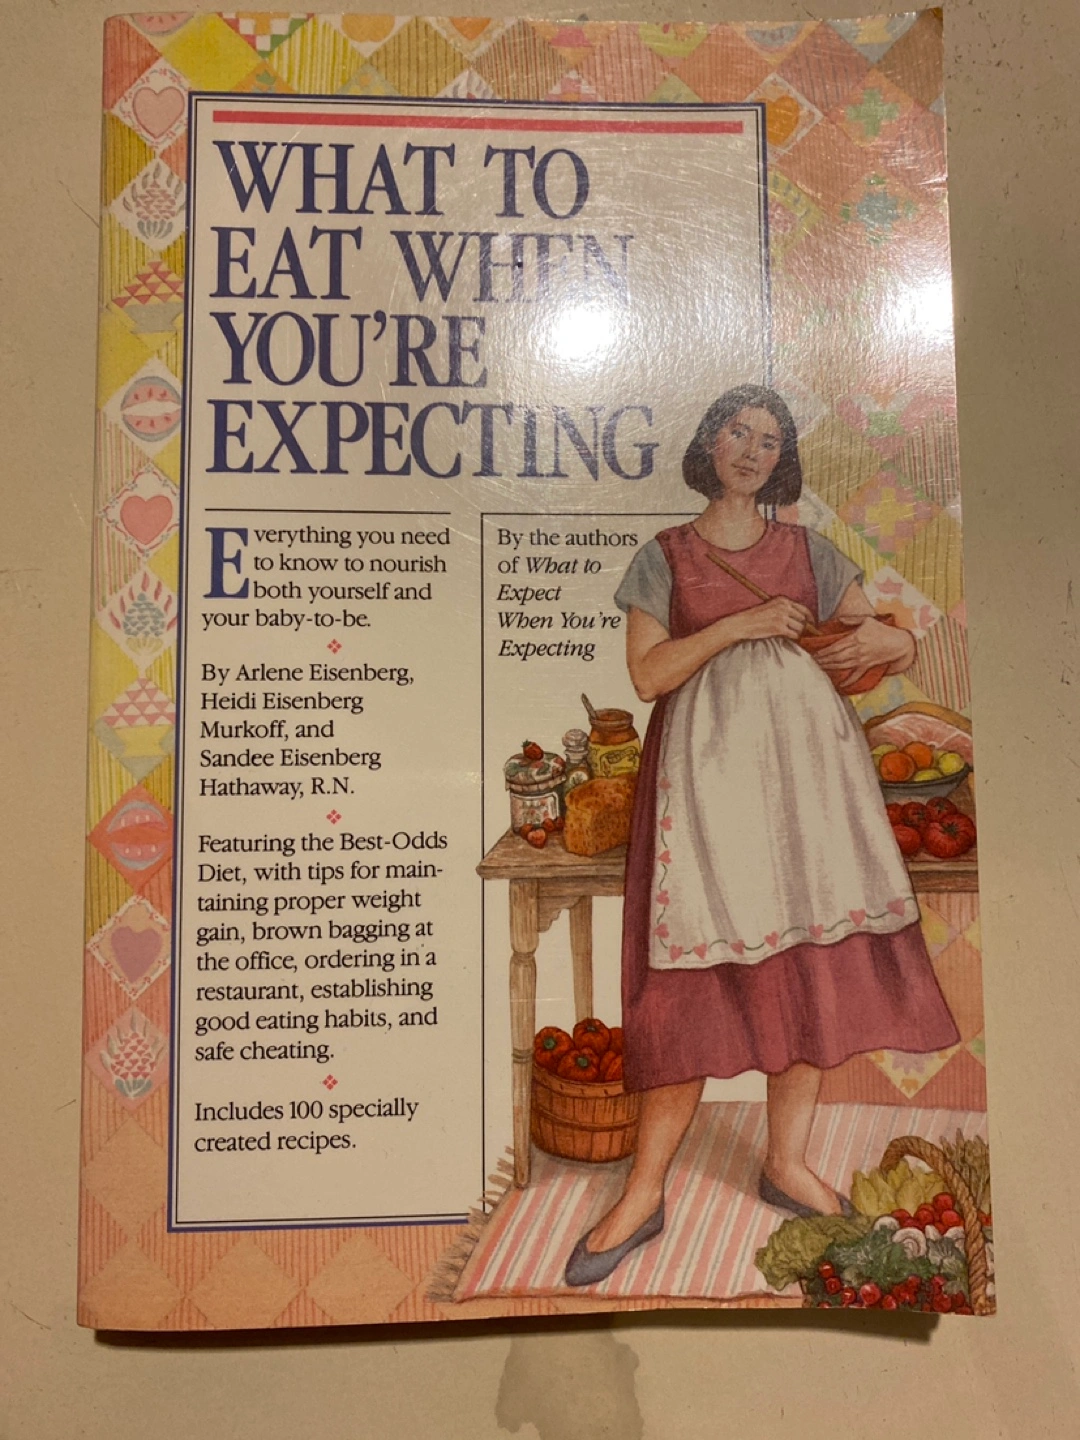 WHAT TO
EAT WHEN
YOU'RE
EXPECTING
Everything you need
to know to nourish
both yourself and
your baby-to-be.
By Arlene Eisenberg,
Heidi Eisenberg
Murkoff, and
Sandee Eisenberg
Hathaway, R.N.
Featuring the Best-Odds
Diet, with tips for main-
taining proper weight
gain, brown bagging at
the office, ordering in a
restaurant, establishing
good eating habits, and
safe cheating.
Includes 100 specially
created recipes.
By the authors
of What to
Expect
When You're
Expecting